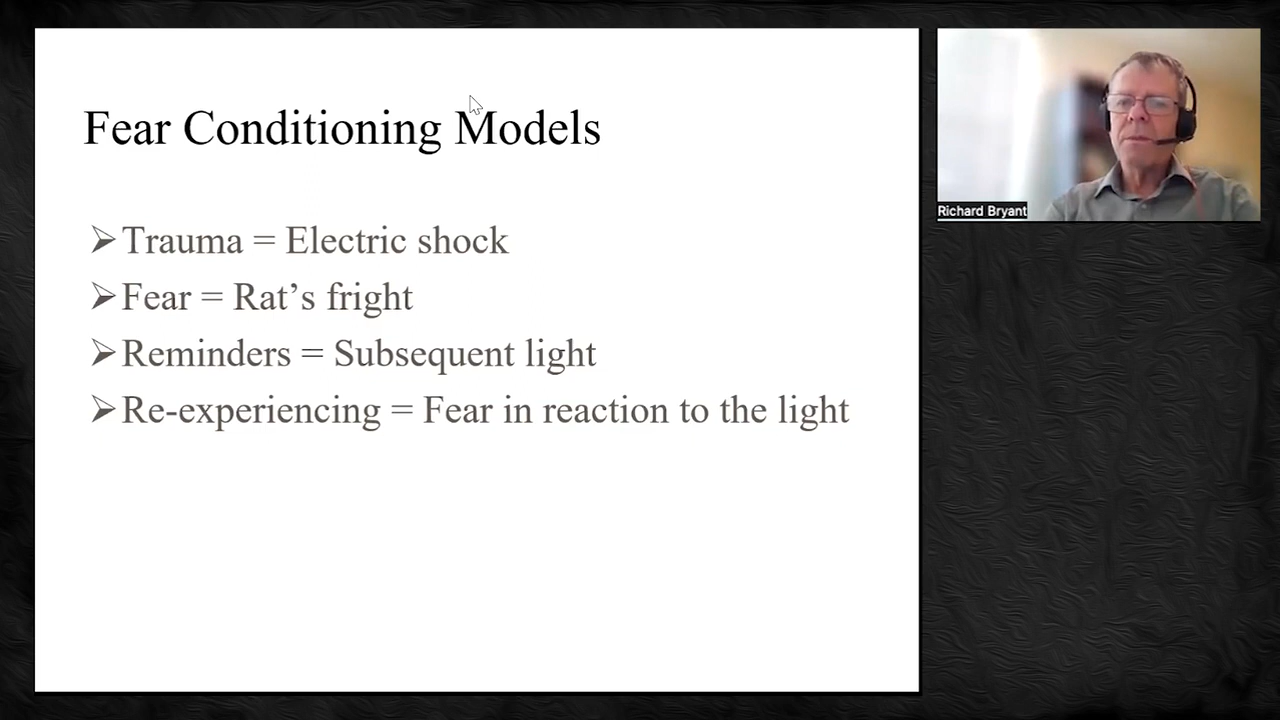 Fear Conditioning Models
➢Trauma = Electric shock
➢Fear = Rat’s fright
➢Reminders = Subsequent light
➢Re-experiencing = Fear in reaction to the light
Richard Bryant